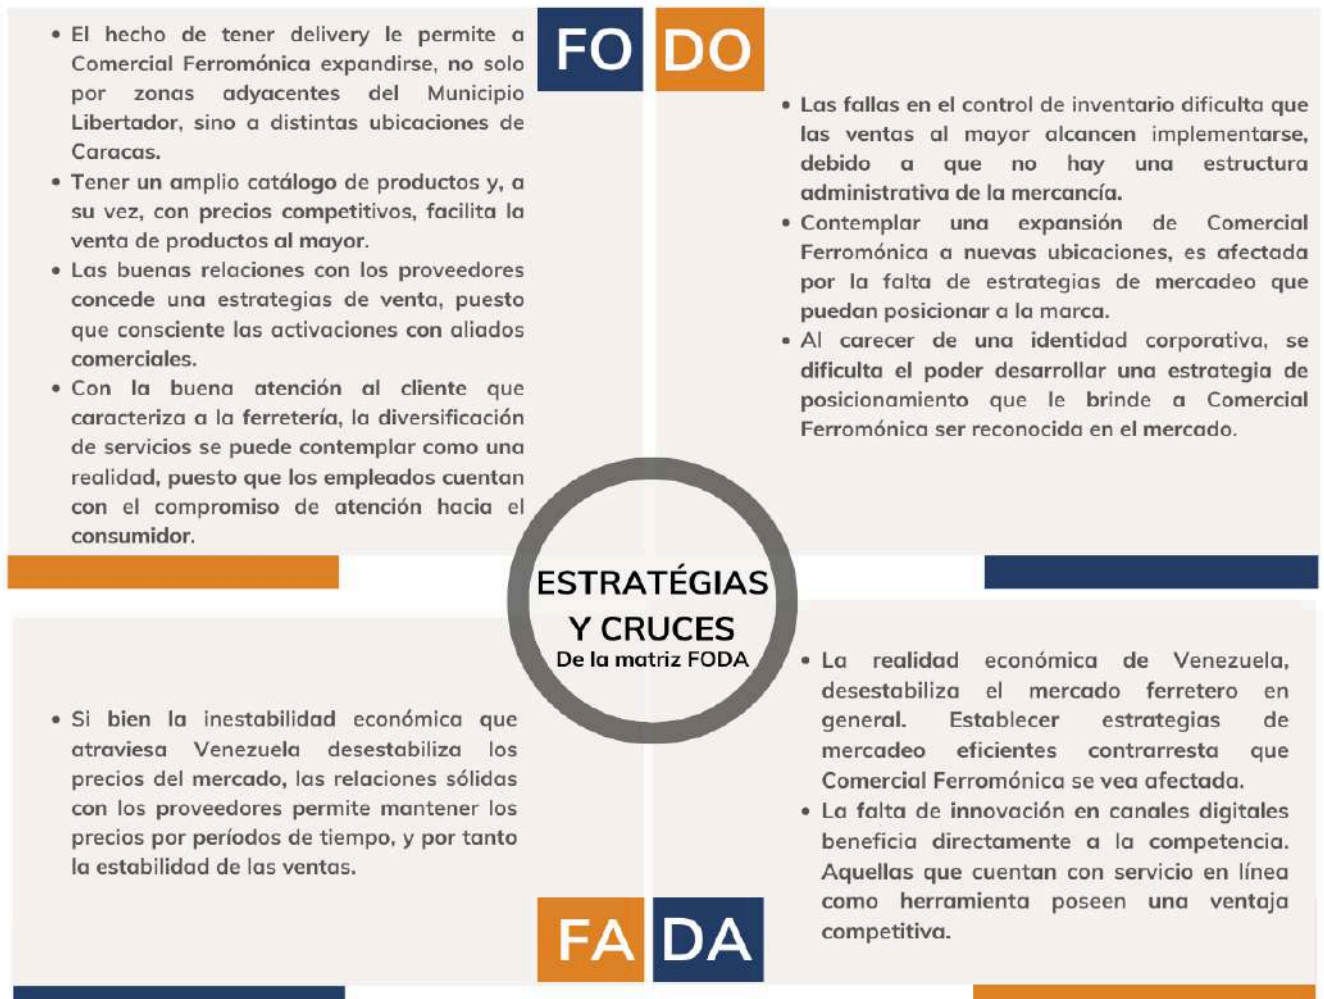 FO
• El hecho de tener delivery le permite a
Comercial Ferromónica expandirse, no solo
por zonas adyacentes del Municipio
Libertador, sino a distintas ubicaciones de
Caracas.
• Tener un amplio catálogo de productos y, a
su vez, con precios competitivos, facilita la
venta de productos al mayor.
• Las buenas relaciones con los proveedores
concede una estrategias de venta, puesto
que consciente las activaciones con aliados
comerciales.
• Con la buena atención al cliente que
caracteriza a la ferretería, la diversificación
de servicios se puede contemplar como una
realidad, puesto que los empleados cuentan
con el compromiso de atención hacia el
consumidor.
DO
• Las fallas en el control de inventario dificulta que
las ventas al mayor alcancen implementarse,
debido a que no hay una estructura
administrativa de la mercancía.
• Contemplar una expansión de Comercial
Ferromónica a nuevas ubicaciones, es afectada
por la falta de estrategias de mercadeo que
puedan posicionar a la marca.
• Al carecer de una identidad corporativa, se
dificulta el poder desarrollar una estrategia de
posicionamiento que le brinde a Comercial
Ferromónica ser reconocida en el mercado.
ESTRATÉGIAS
Y CRUCES
De la matriz FODA
• Si bien la inestabilidad económica que
atraviesa Venezuela desestabiliza los
precios del mercado, las relaciones sólidas
con los proveedores permite mantener los
precios por períodos de tiempo, y por tanto
la estabilidad de las ventas.
FA
• La realidad económica de Venezuela,
desestabiliza el mercado ferretero en
general. Establecer estrategias de
mercadeo eficientes contrarresta que
Comercial Ferromónica se vea afectada.
• La falta de innovación en canales digitales
beneficia directamente a la competencia.
Aquellas que cuentan con servicio en línea
como herramienta poseen una ventaja
competitiva.
DA